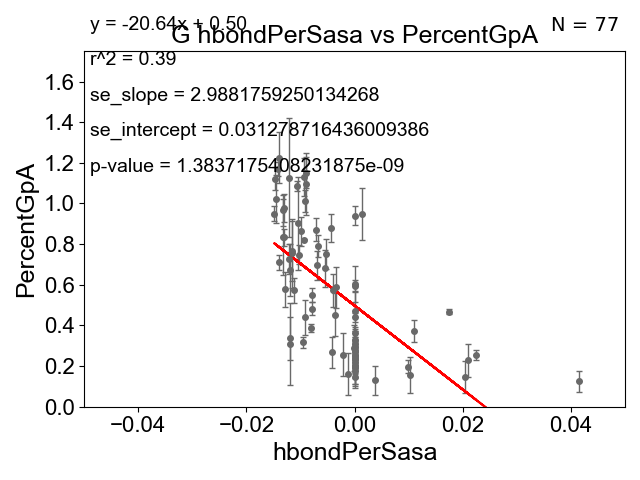 y = -20.64x + 0.50
N = 77
G hbondPerSasa vs PercentGpA
r^2 = 0.39
se_slope = 2.9881759250134268
se_intercept = 0.031278716436009386
p-value = 1.3837175408231875e-09
1.6
1.4
1.2
1.0
0.8
0.6
0.4
0.2
0.0
PercentGpA
−0.04
−0.02
0.00
0.02
0.04
hbondPerSasa